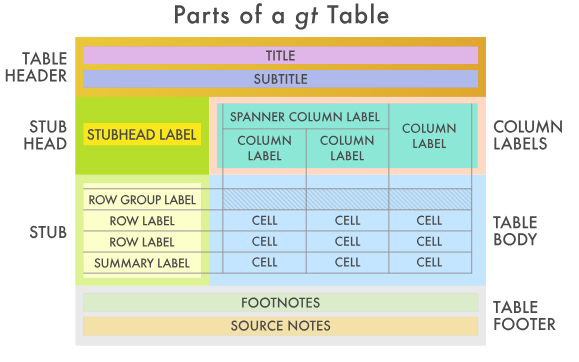 Parts of a gt Table
TABLE
HEADER
TITLE
SUBTITLE
STUB
HEAD
STUBHEAD LABEL
SPANNER COLUMN LABEL
COLUMN
LABEL
COLUMN
LABEL
COLUMN
LABEL
COLUMN
LABELS
STUB
ROW GROUP LABEL
ROW LABEL CELL CELL CELL
ROW LABEL CELL CELL CELL
SUMMARY LABEL CELL CELL CELL
TABLE
BODY
FOOTNOTES
SOURCE NOTES
TABLE
FOOTER